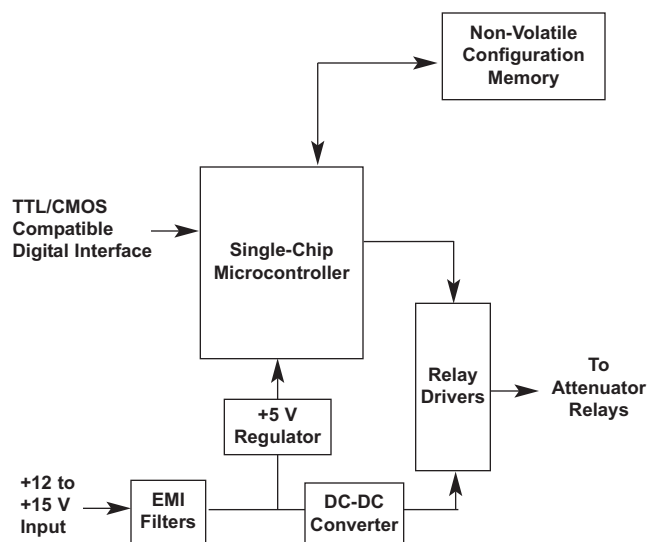 Non-Volatile
Configuration
Memory
TTL/CMOS
Compatible
Digital Interface
Single-Chip
Microcontroller
Relay
Drivers
To
Attenuator
Relays
+5 V
Regulator
+12 to
+15 V
Input
EMI
Filters
DC-DC
Converter